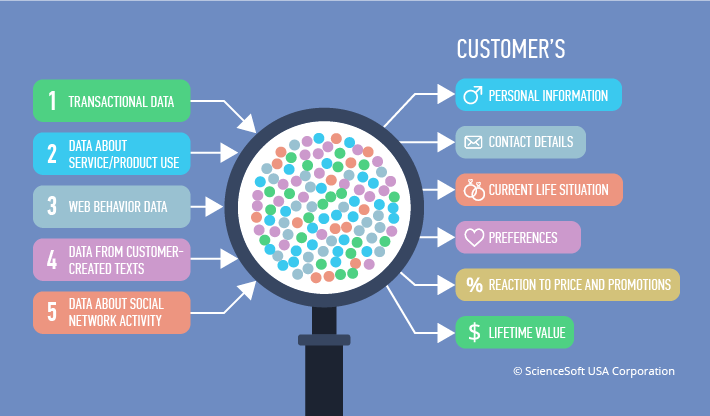 CUSTOMER'S
1 TRANSACTIONAL DATA
2 DATA ABOUT
SERVICE/PRODUCT USE
3 WEB BEHAVIOR DATA
4 DATA FROM CUSTOMER-
CREATED TEXTS
5 DATA ABOUT SOCIAL
NETWORK ACTIVITY
PERSONAL INFORMATION
CONTACT DETAILS
CURRENT LIFE SITUATION
PREFERENCES
% REACTION TO PRICE AND PROMOTIONS
$ LIFETIME VALUE
© ScienceSoft USA Corporation